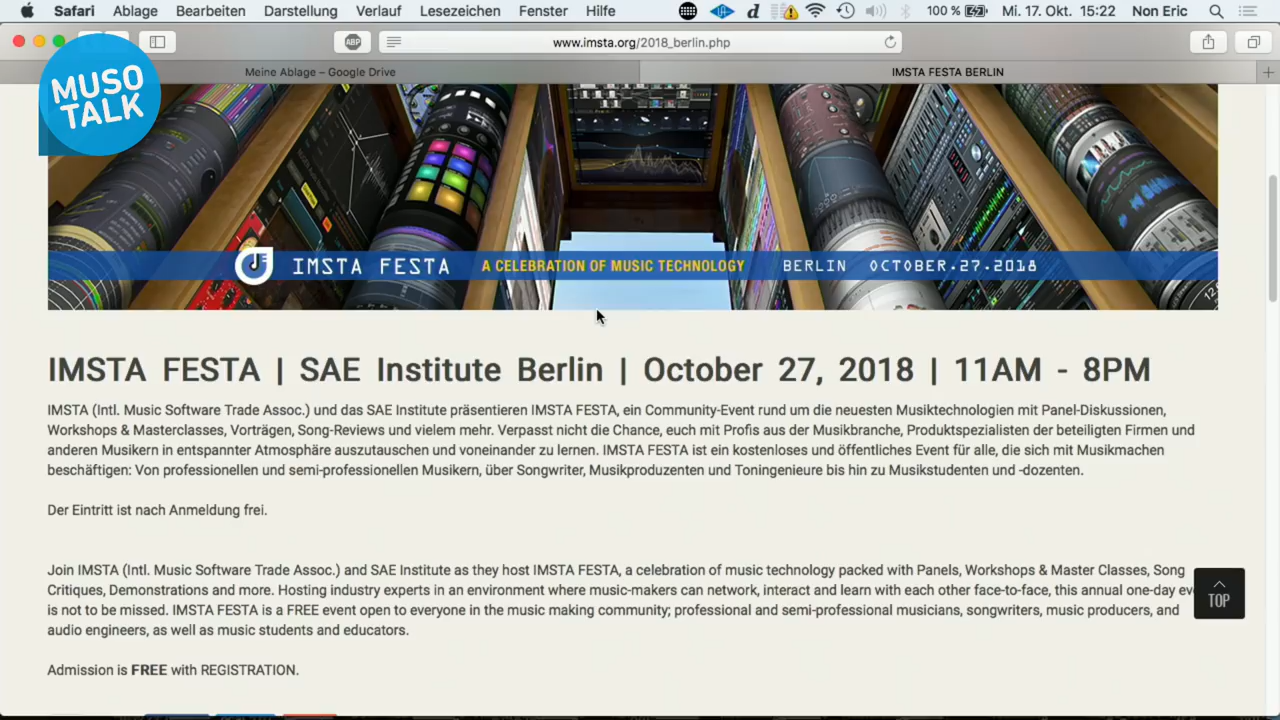 Safari Ablage Bearbeiten Darstellung Verlauf Lesezeichen Fenster Hilfe 100 % Mi. 17. Okt. 15:22 Non Eric
ABP www.imsta.org/2018_berlin.php
Meine Ablage – Google Drive IMSTA FESTA BERLIN
MUSO
TALK
IMSTA FESTA A CELEBRATION OF MUSIC TECHNOLOGY BERLIN OCTOBER.27.2018
IMSTA FESTA | SAE Institute Berlin | October 27, 2018 | 11AM - 8PM
IMSTA (Intl. Music Software Trade Assoc.) und das SAE Institute präsentieren IMSTA FESTA, ein Community-Event rund um die neuesten Musiktechnologien mit Panel-Diskussionen,
Workshops & Masterclasses, Vorträgen, Song-Reviews und vielem mehr. Verpasst nicht die Chance, euch mit Profis aus der Musikbranche, Produktspezialisten der beteiligten Firmen und
anderen Musikern in entspannter Atmosphäre auszutauschen und voneinander zu lernen. IMSTA FESTA ist ein kostenloses und öffentliches Event für alle, die sich mit Musikmachen
beschäftigen: Von professionellen und semi-professionellen Musikern, über Songwriter, Musikproduzenten und Toningenieure bis hin zu Musikstudenten und -dozenten.
Der Eintritt ist nach Anmeldung frei.
Join IMSTA (Intl. Music Software Trade Assoc.) and SAE Institute as they host IMSTA FESTA, a celebration of music technology packed with Panels, Workshops & Master Classes, Song
Critiques, Demonstrations and more. Hosting industry experts in an environment where music-makers can network, interact and learn with each other face-to-face, this annual one-day ev
is not to be missed. IMSTA FESTA is a FREE event open to everyone in the music making community; professional and semi-professional musicians, songwriters, music producers, and
audio engineers, as well as music students and educators.
TOP
Admission is FREE with REGISTRATION.